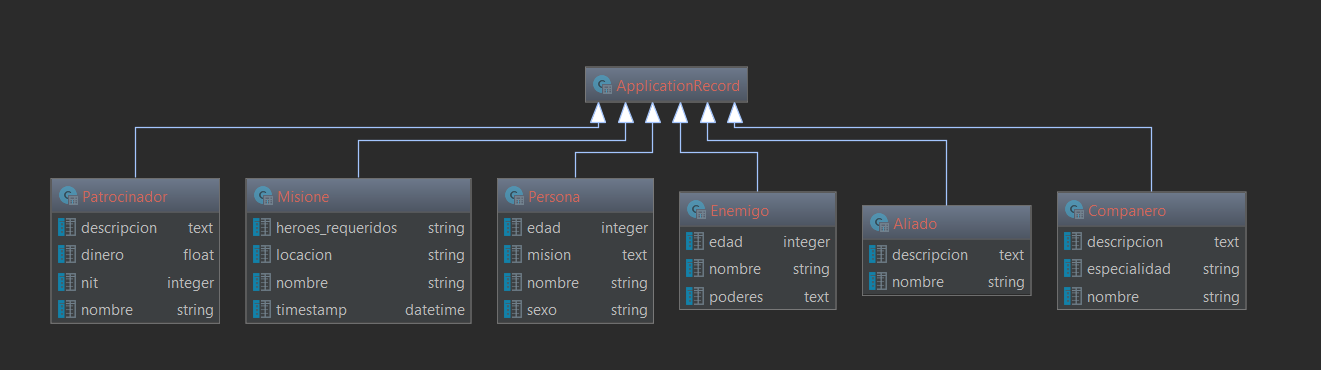 ApplicationRecord
Patrocinador
descripcion text
dinero float
nit integer
nombre string
Misione
heroes_requeridos string
locacion string
nombre string
timestamp datetime
Persona
edad integer
mision text
nombre string
sexo string
Enemigo
edad integer
nombre string
poderes text
Aliado
descripcion text
nombre string
Companero
descripcion text
especialidad string
nombre string